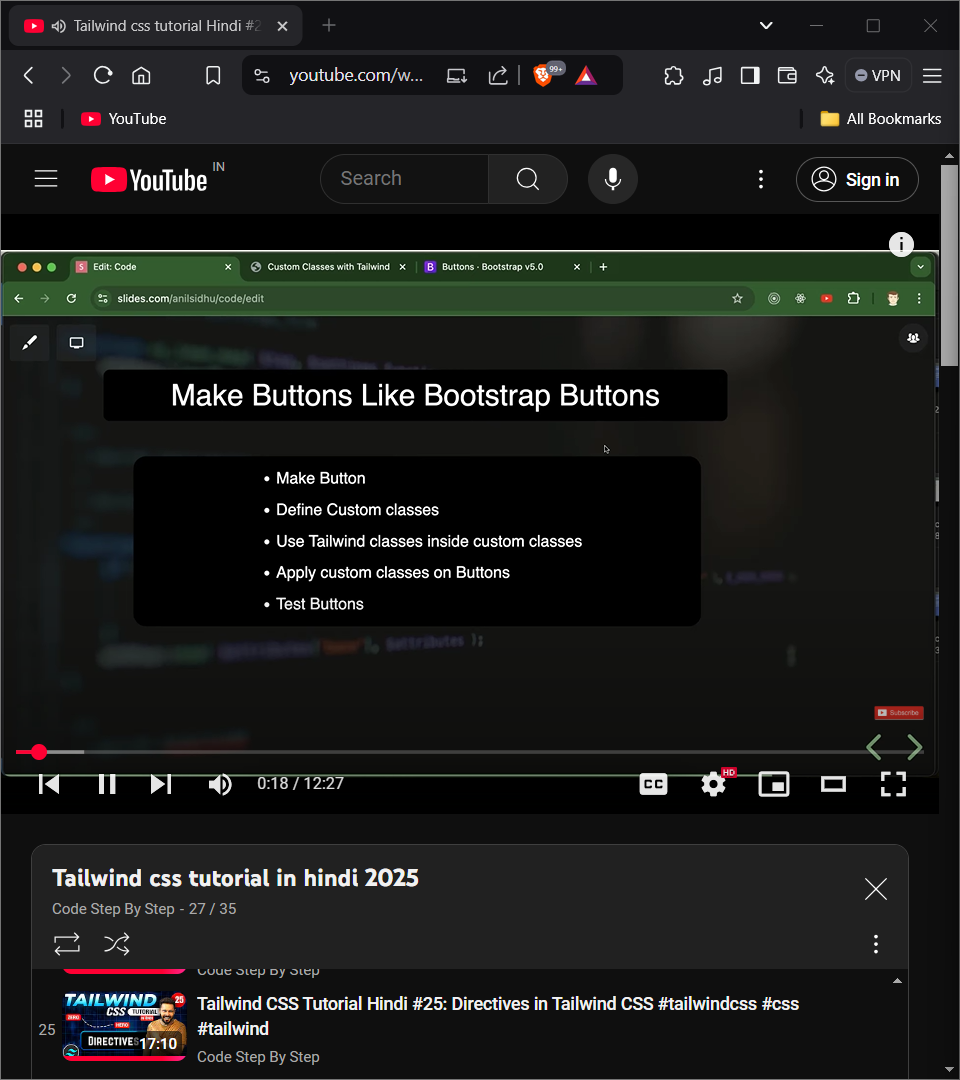 Tailwind css tutorial Hindi #2
youtube.com/w...
99+
VPN
YouTube
All Bookmarks
YouTube IN
Search
Sign in
Edit: Code
Custom Classes with Tailwind
B Buttons · Bootstrap v5.0
slides.com/anilsidhu/code/edit
Make Buttons Like Bootstrap Buttons
• Make Button
• Define Custom classes
• Use Tailwind classes inside custom classes
• Apply custom classes on Buttons
• Test Buttons
Subscribe
0:18 / 12:27
CC
HD
Tailwind css tutorial in hindi 2025
Code Step By Step - 27 / 35
Code Step By Step
25
TAILWIND
CSS TUTORIAL
25
ZERO
HERO
DIRECTIVES
17:10
Tailwind CSS Tutorial Hindi #25: Directives in Tailwind CSS #tailwindcss #css
#tailwind
Code Step By Step